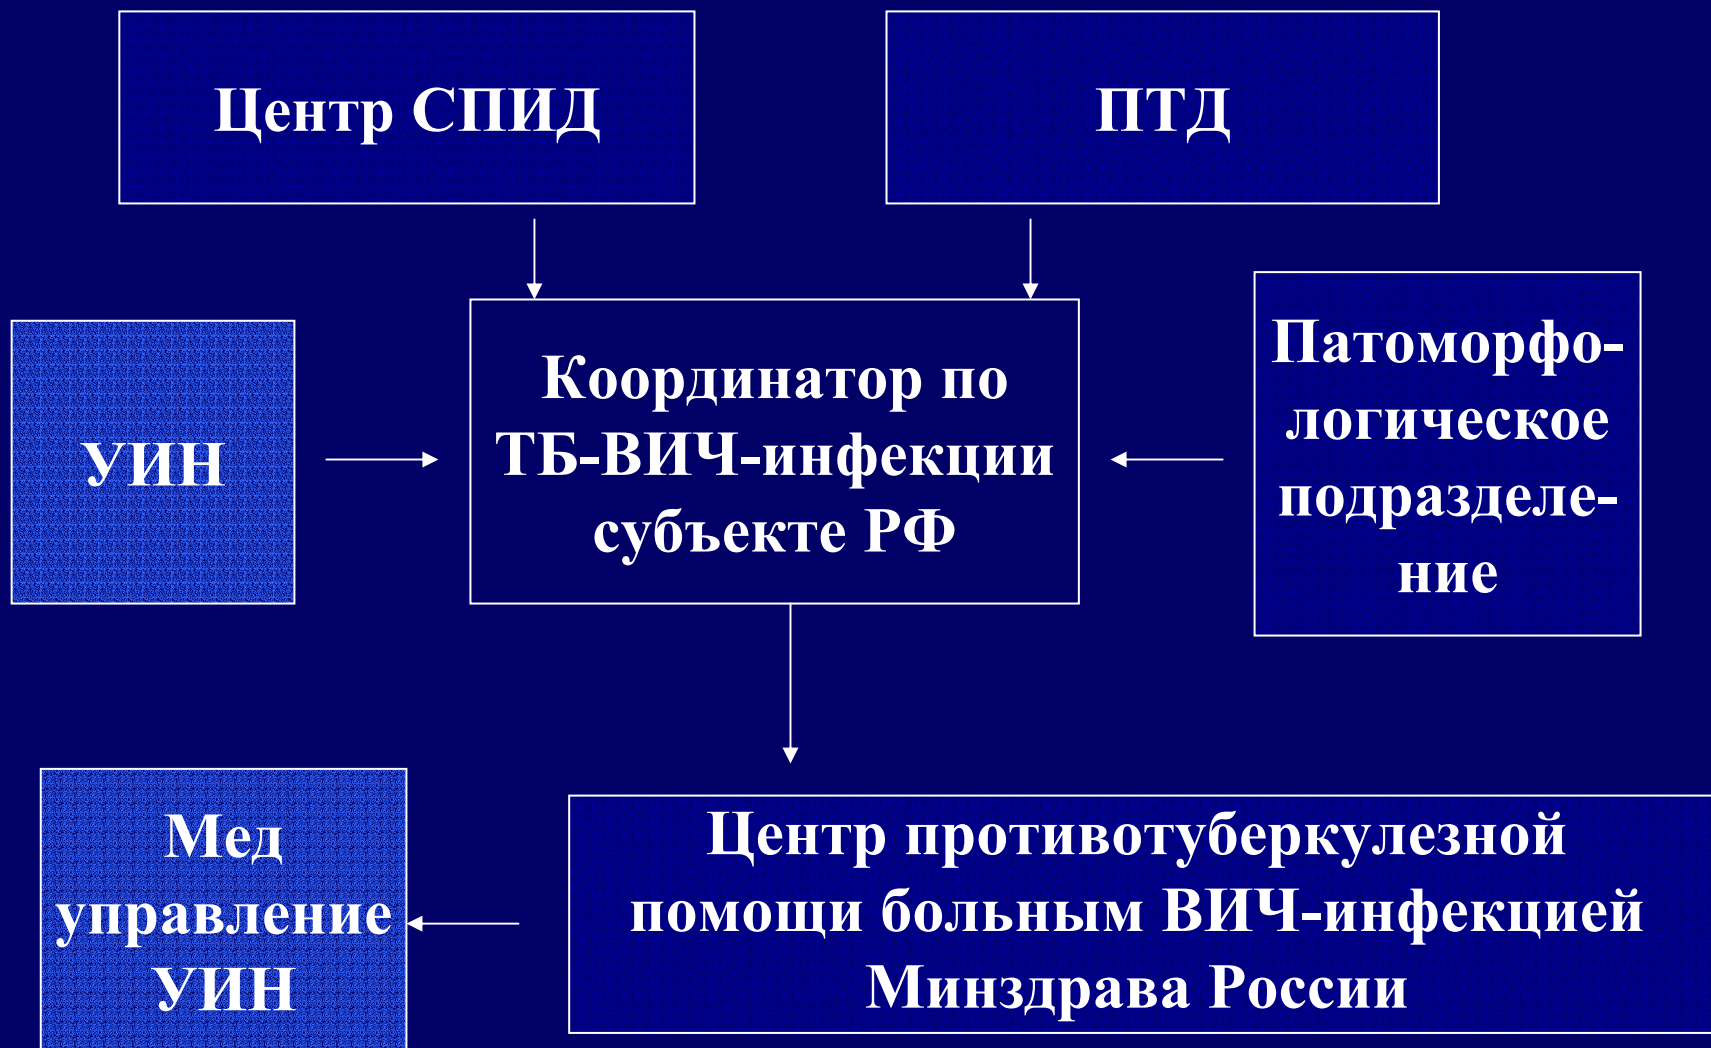 Центр СПИД
ПТД
УИН
Координатор по
ТБ-ВИЧ-инфекции
субъекте РФ
Патоморфо-
логическое
подразделе-
ние
Мед
управление
УИН
Центр противотуберкулезной
помощи больным ВИЧ-инфекцией
Минздрава России